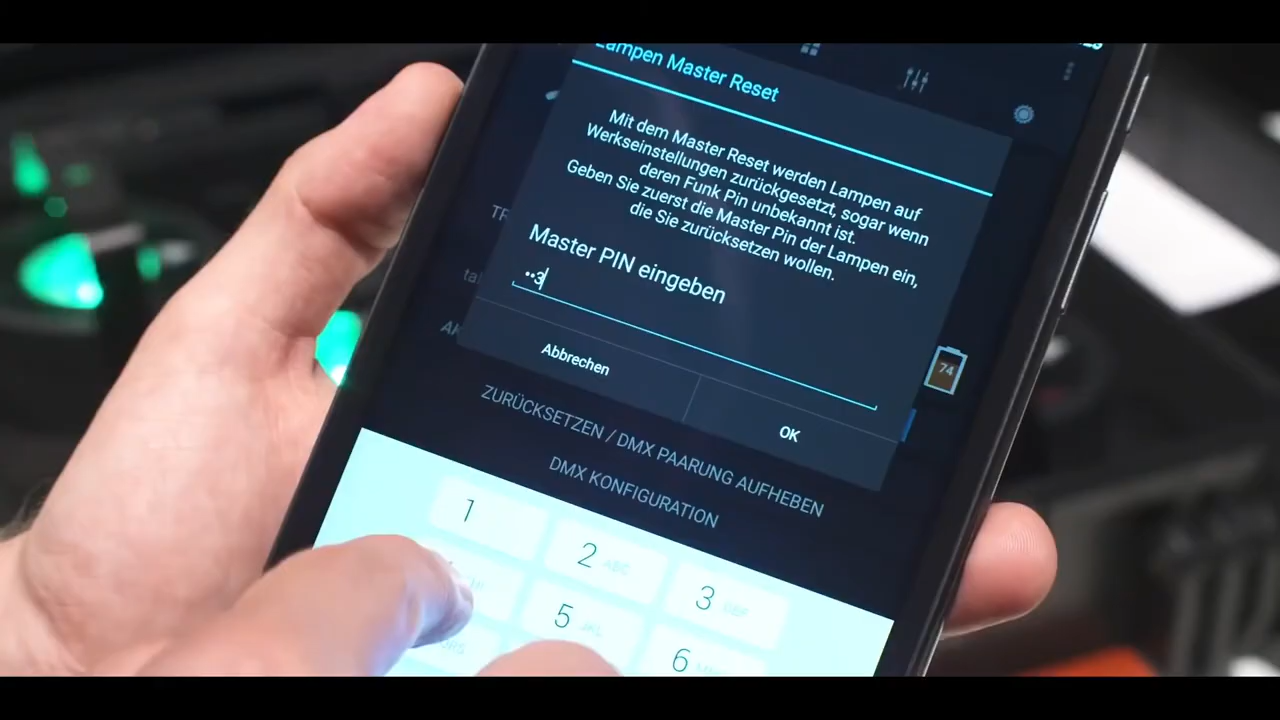 Lampen Master Reset
Mit dem Master Reset werden Lampen auf
Werkseinstellungen zurückgesetzt, sogar wenn
deren Funk Pin unbekannt ist.
Geben Sie zuerst die Master Pin der Lampen ein,
die Sie zurücksetzen wollen.
Master PIN eingeben
••3
Abbrechen
OK
74
ZURÜCKSETZEN / DMX PAARUNG AUFHEBEN
DMX KONFIGURATION
1
2 ABC
3 DEF
5 JKL
6